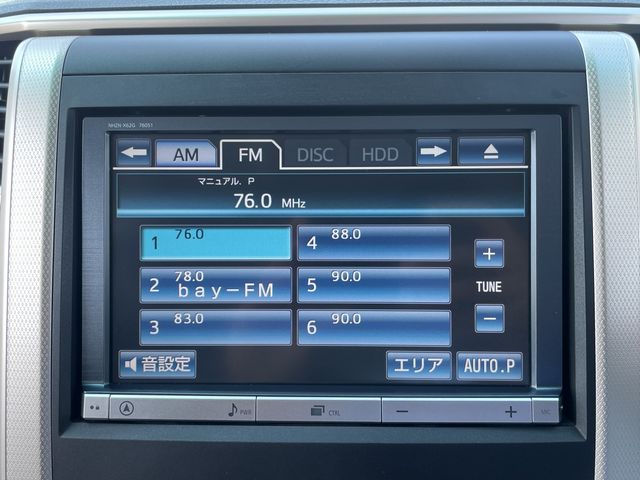 NHZN-X62G 76051
AM FM DISC HDD
マニュアル. P
76.0 MHz
1 76.0
4 88.0
+
2 78.0 bay-FM
5 90.0
TUNE
3 83.0
6 90.0
−
音設定 エリア AUTO.P
PWR CTRL − + MIC